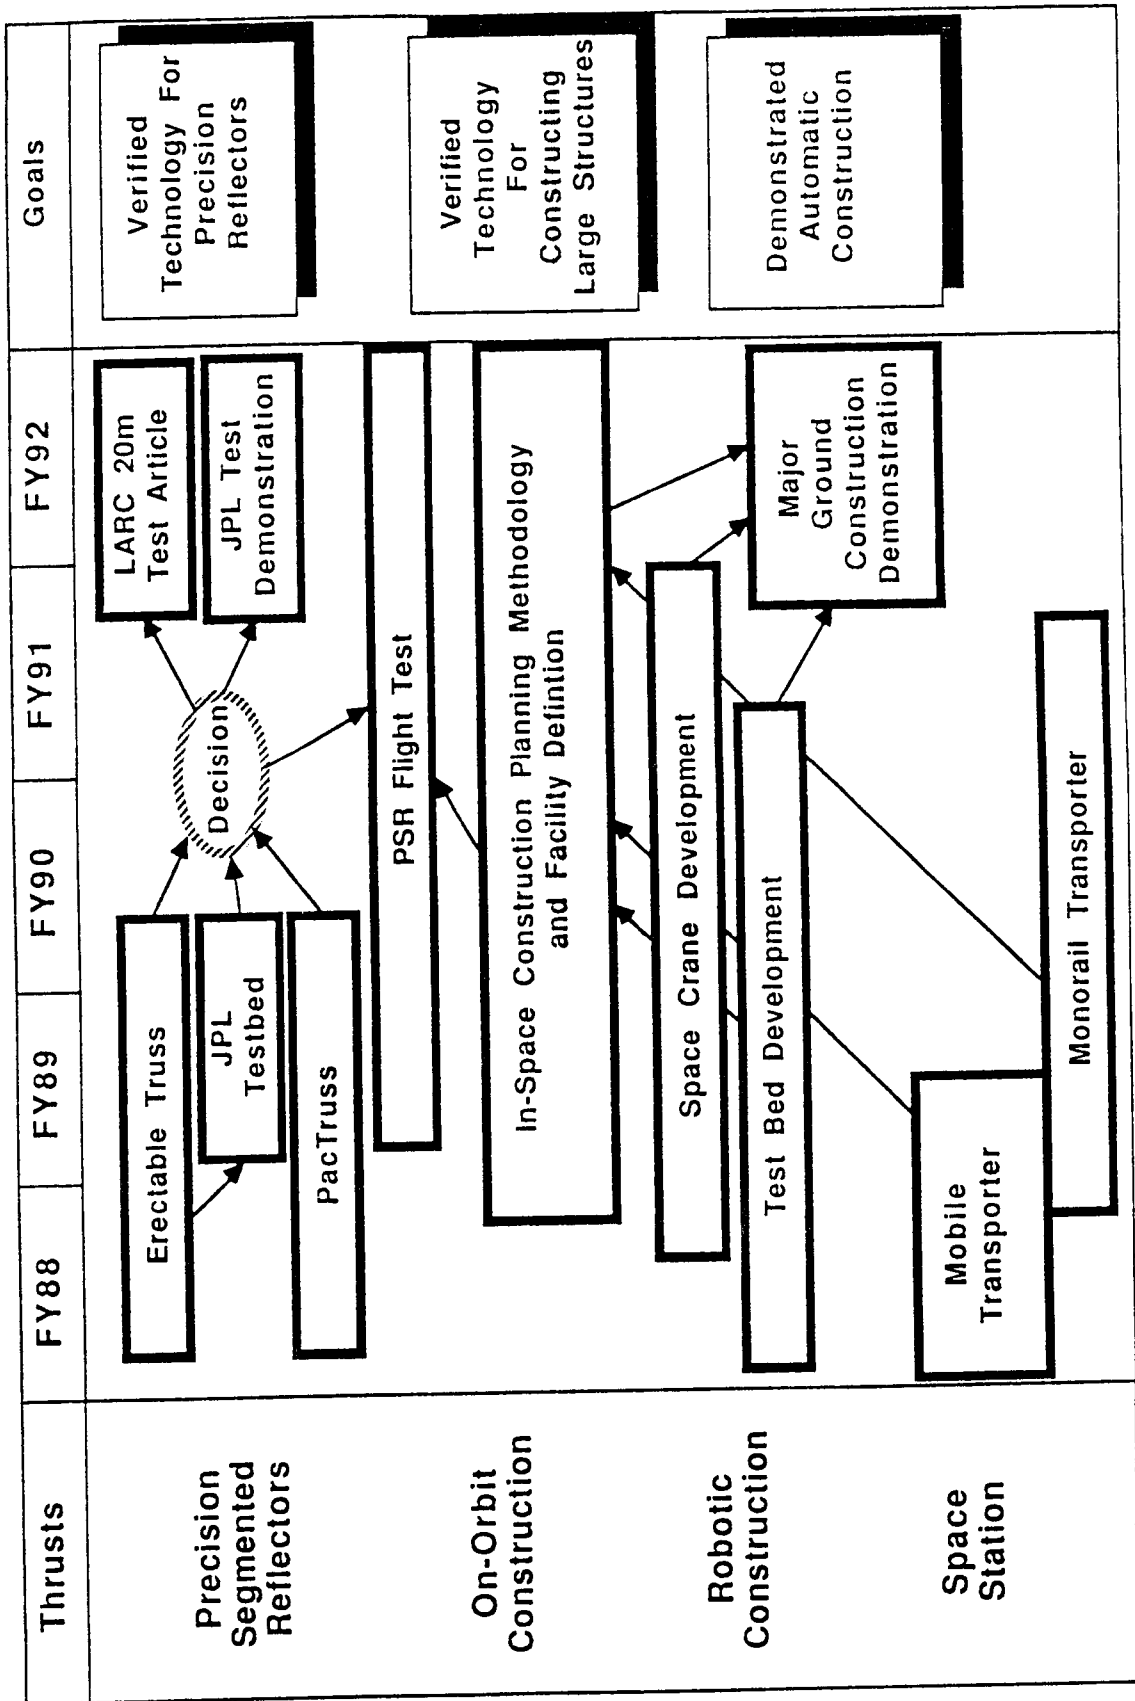 Thrusts
FY88
FY89
FY90
FY91
FY92
Goals
Precision
Segmented
Reflectors
Erectable Truss
JPL
Testbed
PacTruss
Decision
LARC 20m
Test Article
JPL Test
Demonstration
PSR Flight Test
Verified
Technology For
Precision
Reflectors
On-Orbit
Construction
In-Space Construction Planning Methodology
and Facility Defintion
Verified
Technology
For
Constructing
Large Structures
Robotic
Construction
Space Crane Development
Test Bed Development
Major
Ground
Construction
Demonstration
Demonstrated
Automatic
Construction
Space
Station
Mobile
Transporter
Monorail Transporter